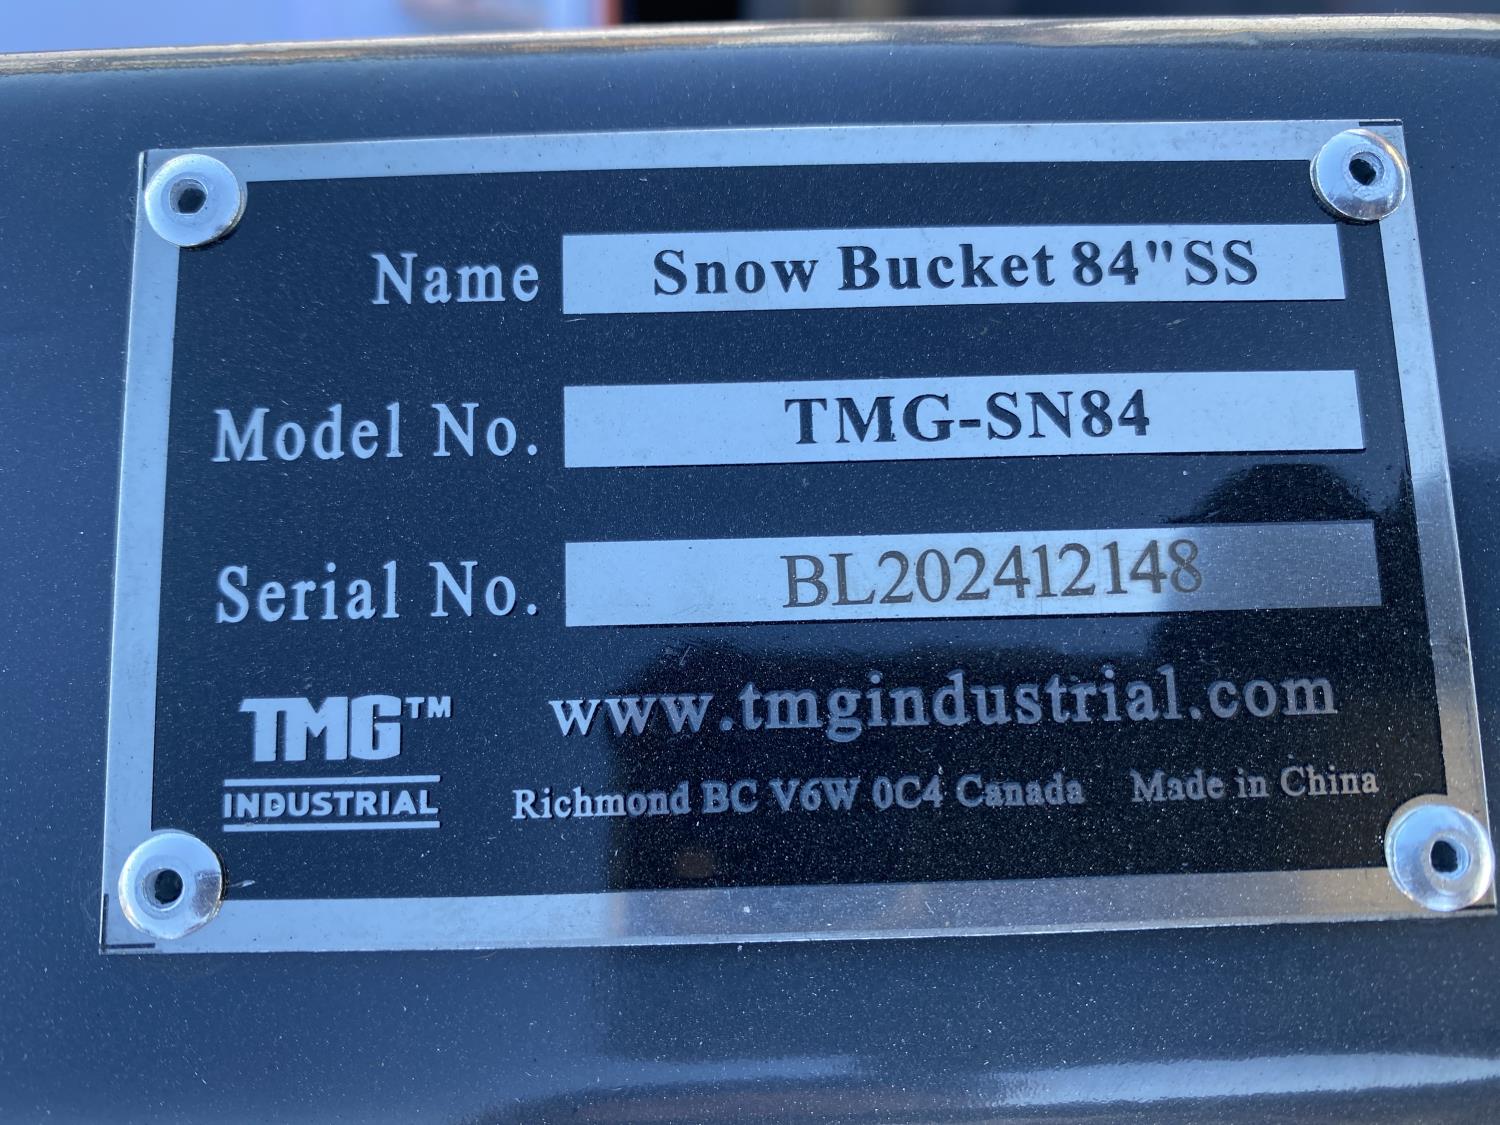 Name Snow Bucket 84"SS
Model No. TMG-SN84
Serial No. BL202412148
TMG™
INDUSTRIAL
www.tmgindustrial.com
Richmond BC V6W 0C4 Canada Made in China